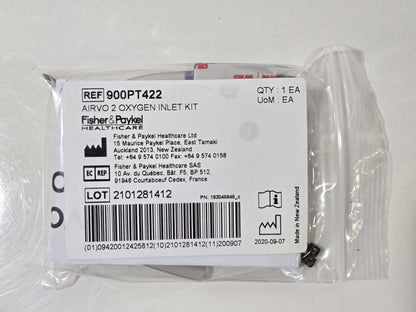 REF 900PT422
AIRVO 2 OXYGEN INLET KIT
QTY : 1 EA
UoM : EA
Fisher&Paykel
HEALTHCARE
Fisher & Paykel Healthcare Ltd
15 Maurice Paykel Place, East Tamaki
Auckland 2013, New Zealand
Tel: +64 9 574 0100 Fax: +64 9 574 0158
EC REP
Fisher & Paykel Healthcare SAS
10 Av. du Québec, Bât. F5, BP 512,
91946 Courtaboeuf Cedex, France
LOT 2101281412
PN: 163045848_c
2020-09-07
Made in New Zealand
(01)09420012425812(10)2101281412(11)200907